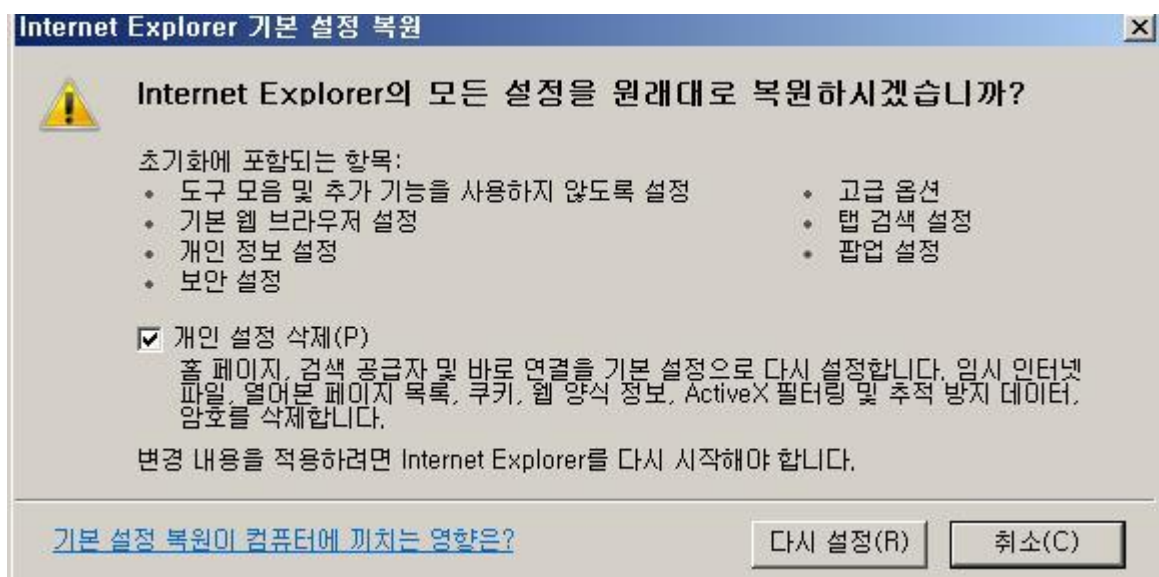 Internet Explorer 기본 설정 복원
Internet Explorer의 모든 설정을 원래대로 복원하시겠습니까?
초기화에 포함되는 항목:
• 도구 모음 및 추가 기능을 사용하지 않도록 설정
• 기본 웹 브라우저 설정
• 개인 정보 설정
• 보안 설정
• 고급 옵션
• 탭 검색 설정
• 팝업 설정
개인 설정 삭제(P)
홈 페이지, 검색 공급자 및 바로 연결을 기본 설정으로 다시 설정합니다. 임시 인터넷
파일, 열어본 페이지 목록, 쿠키, 웹 양식 정보, ActiveX 필터링 및 추적 방지 데이터,
암호를 삭제합니다.
변경 내용을 적용하려면 Internet Explorer를 다시 시작해야 합니다.
기본 설정 복원이 컴퓨터에 끼치는 영향은?
다시 설정(R)
취소(C)